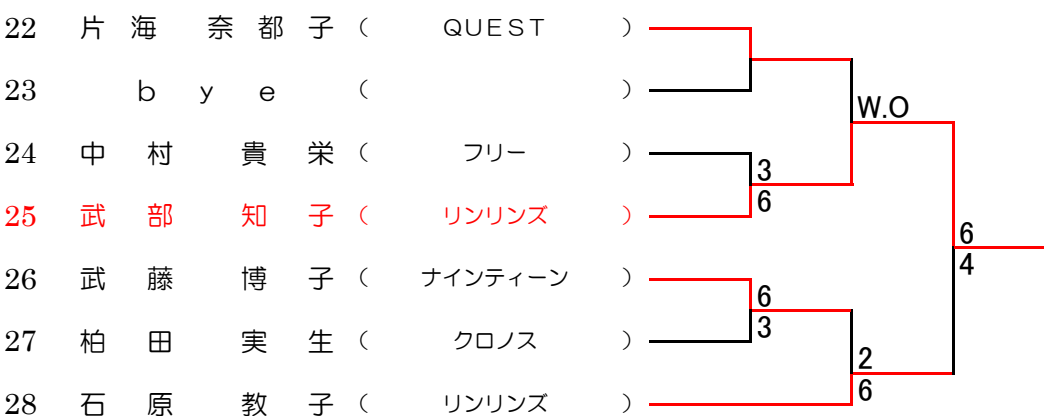 22 片海 奈都子 ( QUEST )
23 bye ( )
W.O
24 中村 貴栄 ( フリー )
3
6
25 武部 知子 ( リンリンズ )
6
4
26 武藤 博子 ( ナインティーン )
6
3
27 柏田 実生 ( クロノス )
2
6
28 石原 教子 ( リンリンズ )